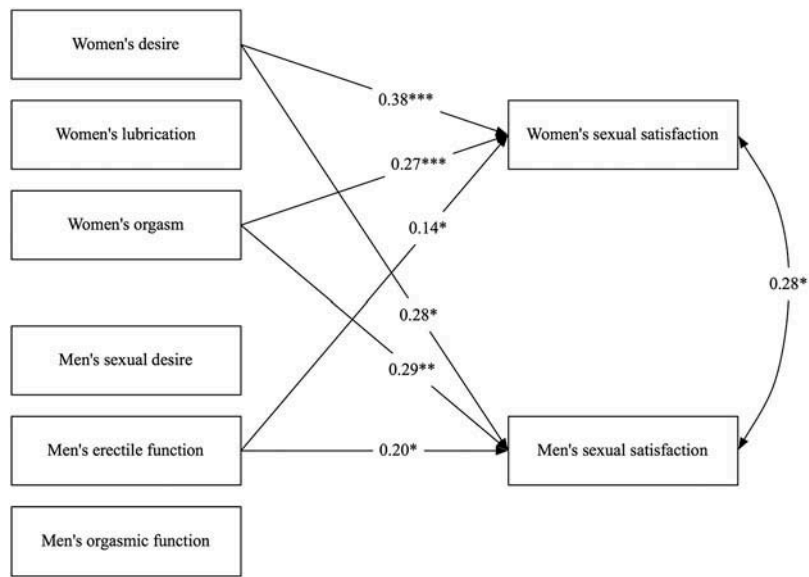 Women's desire
0.38***
Women's lubrication
Women's sexual satisfaction
0.27***
Women's orgasm
0.14*
0.28*
0.28*
Men's sexual desire
0.29**
Men's erectile function
0.20*
Men's sexual satisfaction
Men's orgasmic function